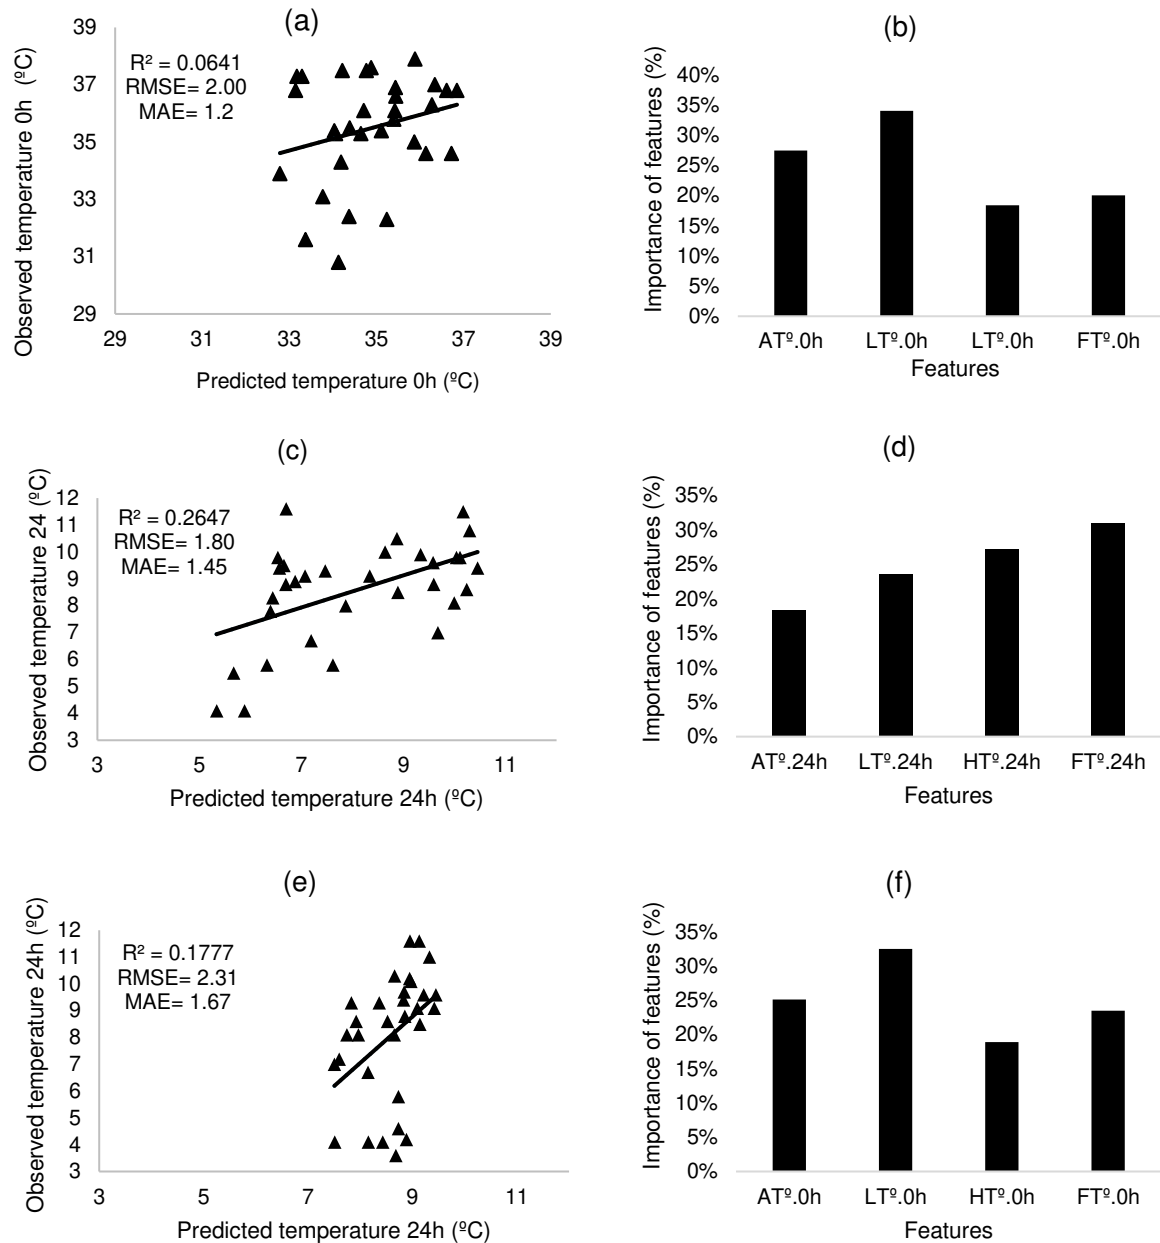 (a)
39
37
35
33
31
29
R² = 0.0641
RMSE= 2.00
MAE= 1.2
Observed temperature 0h (ºC)
29 31 33 35 37 39
Predicted temperature 0h (ºC)
(b)
40%
35%
30%
25%
20%
15%
10%
5%
0%
Importance of features (%)
ATº.0h LTº.0h LTº.0h FTº.0h
Features
(c)
12
11
10
9
8
7
6
5
4
3
R² = 0.2647
RMSE= 1.80
MAE= 1.45
Observed temperature 24 (ºC)
3 5 7 9 11
Predicted temperature 24h (ºC)
(d)
35%
30%
25%
20%
15%
10%
5%
0%
Importance of features (%)
ATº.24h LTº.24h HTº.24h FTº.24h
Features
(e)
12
11
10
9
8
7
6
5
4
3
R² = 0.1777
RMSE= 2.31
MAE= 1.67
Observed temperature 24h (ºC)
3 5 7 9 11
Predicted temperature 24h (ºC)
(f)
35%
30%
25%
20%
15%
10%
5%
0%
Importance of features (%)
ATº.0h LTº.0h HTº.0h FTº.0h
Features